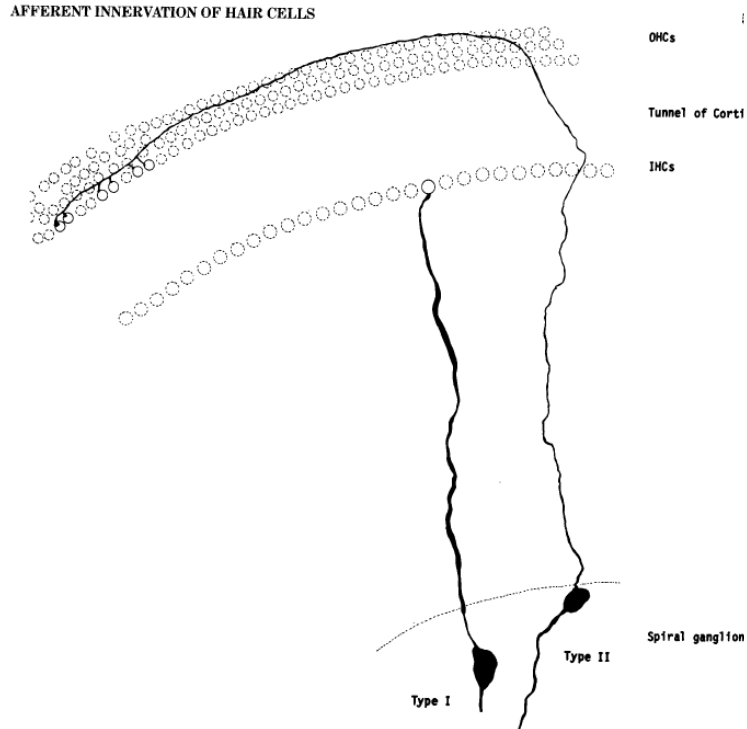 AFFERENT INNERVATION OF HAIR CELLS
OHCs
Tunnel of Corti
IHCs
Spiral ganglion
Type II
Type I